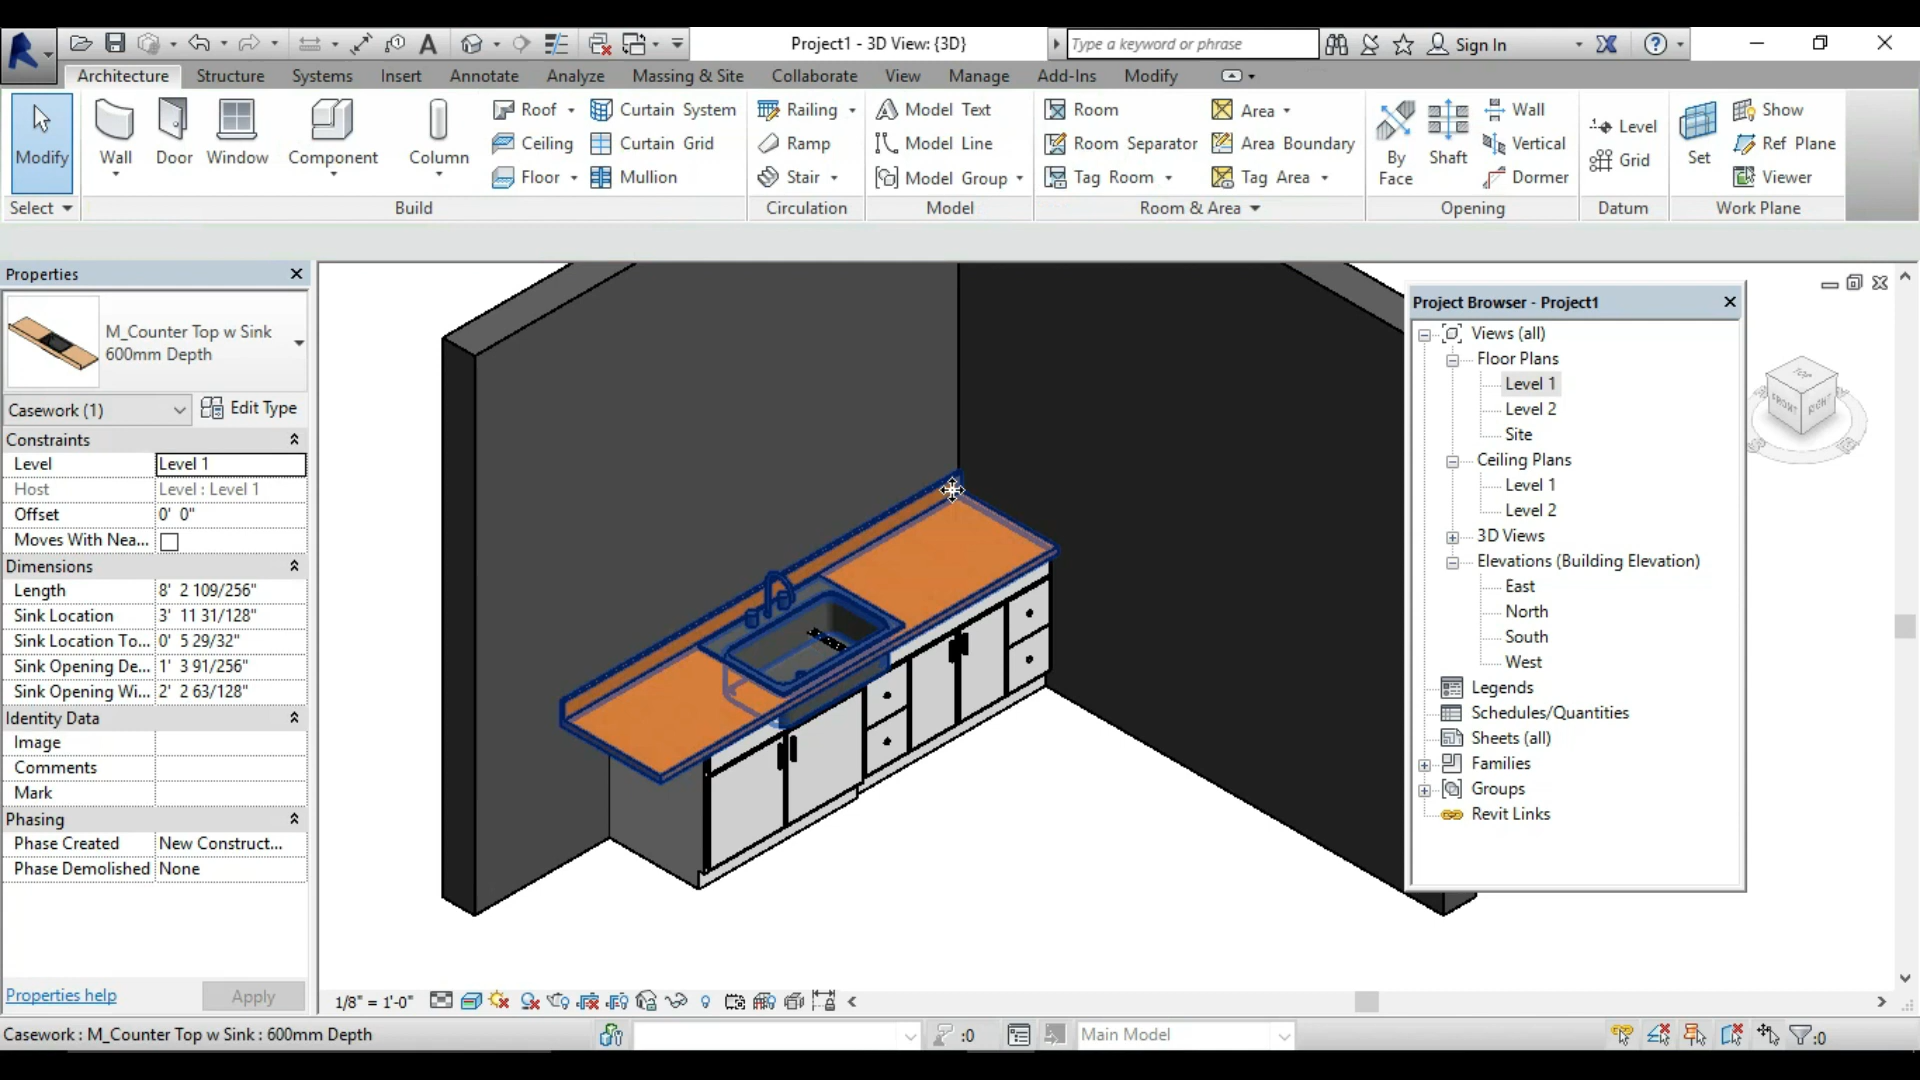 Project1 - 3D View: {3D}
Type a keyword or phrase
Sign In
Architecture Structure Systems Insert Annotate Analyze Massing & Site Collaborate View Manage Add-Ins Modify
Modify
Wall
Door
Window
Component
Column
Roof
Ceiling
Floor
Curtain System
Curtain Grid
Mullion
Railing
Ramp
Stair
Model Text
Model Line
Model Group
Room
Room Separator
Tag Room
Area
Area Boundary
Tag Area
By Face
Shaft
Wall
Vertical
Dormer
Level
Grid
Set
Show
Ref Plane
Viewer
Select Build Circulation Model Room & Area Opening Datum Work Plane
Properties
M_Counter Top w Sink
600mm Depth
Casework (1) Edit Type
Constraints
Level Level 1
Host Level : Level 1
Offset 0' 0"
Moves With Nea...
Dimensions
Length 8' 2 109/256"
Sink Location 3' 11 31/128"
Sink Location To... 0' 5 29/32"
Sink Opening De... 1' 3 91/256"
Sink Opening Wi... 2' 2 63/128"
Identity Data
Image
Comments
Mark
Phasing
Phase Created New Construct...
Phase Demolished None
Properties help Apply
Project Browser - Project1
Views (all)
Floor Plans
Level 1
Level 2
Site
Ceiling Plans
Level 1
Level 2
3D Views
Elevations (Building Elevation)
East
North
South
West
Legends
Schedules/Quantities
Sheets (all)
Families
Groups
Revit Links
TOP
FRONT
RIGHT
1/8" = 1'-0"
Casework : M_Counter Top w Sink : 600mm Depth
:0
Main Model
:0